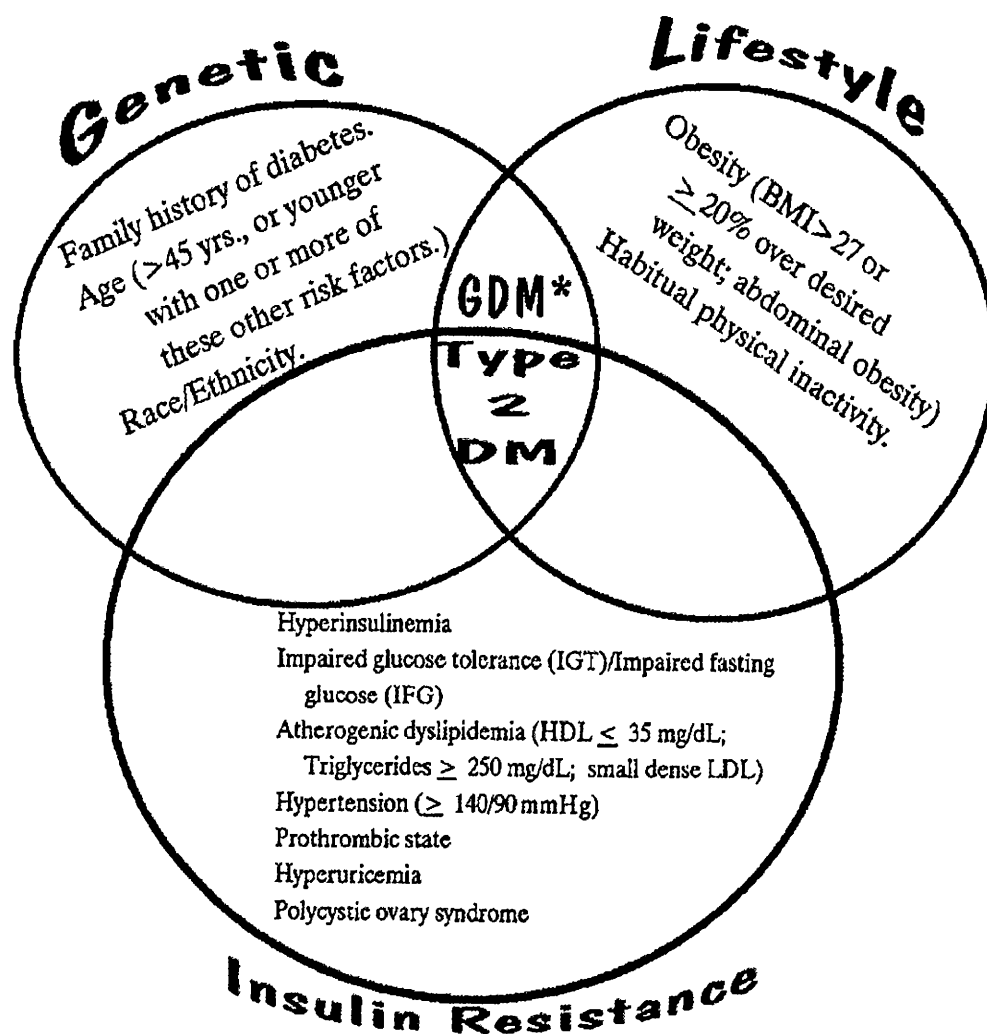 Genetic
Lifestyle
Family history of diabetes.
Age (>45 yrs., or younger
with one or more of
these other risk factors.)
Race/Ethnicity.
Obesity (BMI>27 or
≥ 20% over desired
weight; abdominal obesity)
Habitual physical inactivity.
GDM*
Type
2
DM
Hyperinsulinemia
Impaired glucose tolerance (IGT)/Impaired fasting
glucose (IFG)
Atherogenic dyslipidemia (HDL ≤ 35 mg/dL;
Triglycerides ≥ 250 mg/dL; small dense LDL)
Hypertension (≥ 140/90 mmHg)
Prothrombic state
Hyperuricemia
Polycystic ovary syndrome
Insulin Resistance